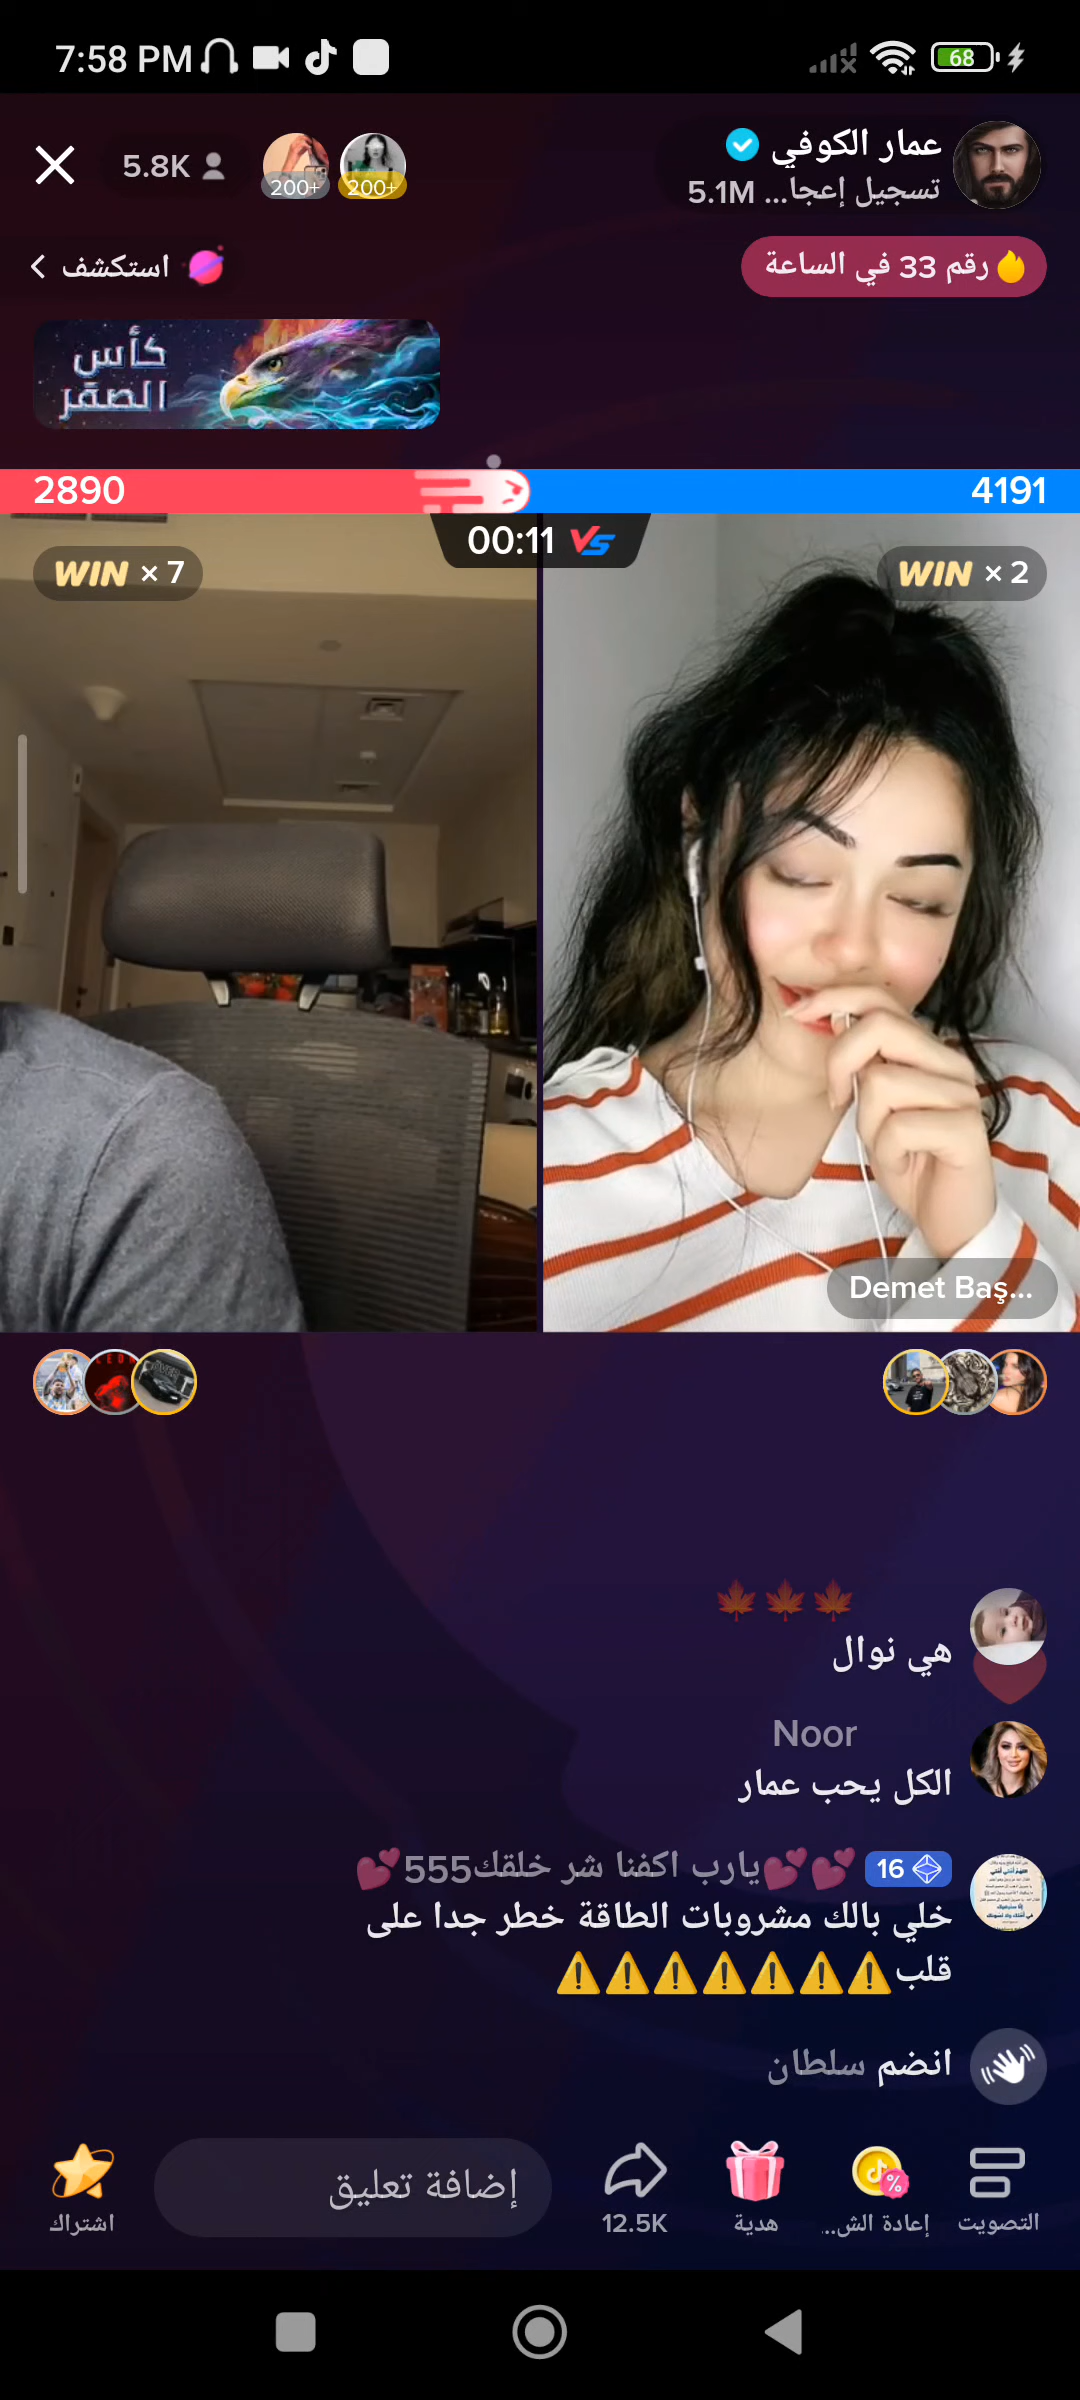 7:58 PM
68
عمار الكوفي
5.8K
200+
200+
تسجيل إعجا... 5.1M
رقم 33 في الساعة
استكشف
كأس
الصقر
2890
4191
00:11 VS
WIN × 7
WIN × 2
Demet Baş...
هي نوال
Noor
الكل يحب عمار
16 💕💕يارب اكفنا شر خلقك555💕
خلي بالك مشروبات الطاقة خطر جدا على
قلب⚠️⚠️⚠️⚠️⚠️⚠️⚠️
انضم سلطان
إضافة تعليق
اشتراك
12.5K
هدية
إعادة الش...
التصويت